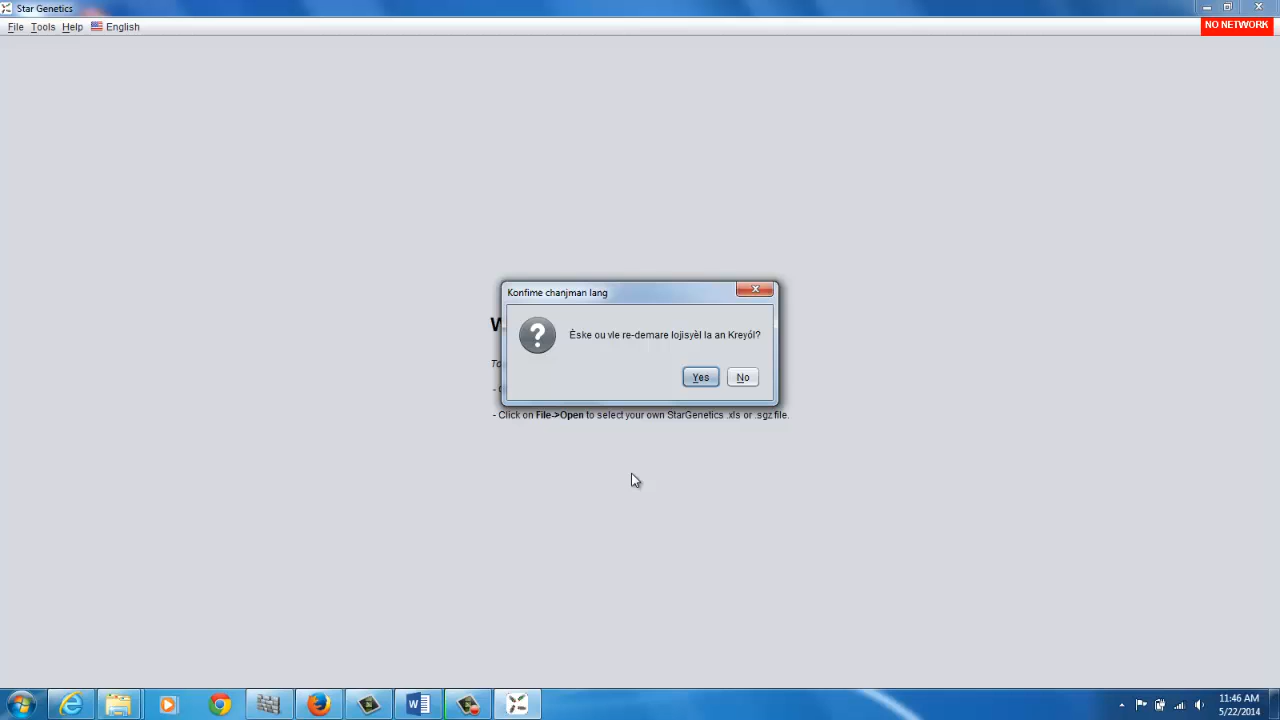 Star Genetics
File Tools Help English
NO NETWORK
Konfime chanjman lang
W
Èske ou vle re-demare lojisyèl la an Kreyól?
To
Yes No
- Click on File->Open to select your own StarGenetics .xls or .sgz file.
11:46 AM
5/22/2014